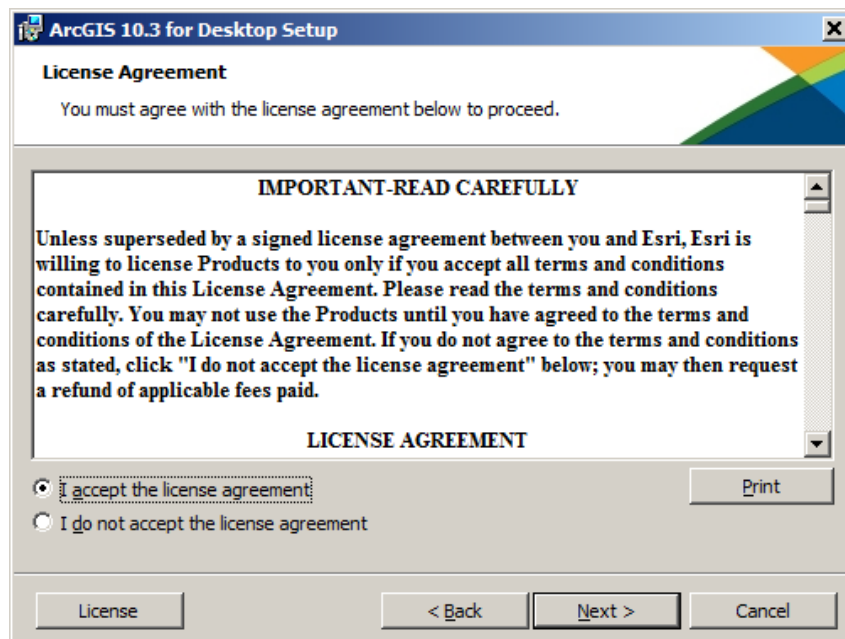 ArcGIS 10.3 for Desktop Setup
License Agreement
You must agree with the license agreement below to proceed.
IMPORTANT-READ CAREFULLY
Unless superseded by a signed license agreement between you and Esri, Esri is
willing to license Products to you only if you accept all terms and conditions
contained in this License Agreement. Please read the terms and conditions
carefully. You may not use the Products until you have agreed to the terms and
conditions of the License Agreement. If you do not agree to the terms and conditions
as stated, click "I do not accept the license agreement" below; you may then request
a refund of applicable fees paid.
LICENSE AGREEMENT
I accept the license agreement
Print
I do not accept the license agreement
License
< Back
Next >
Cancel